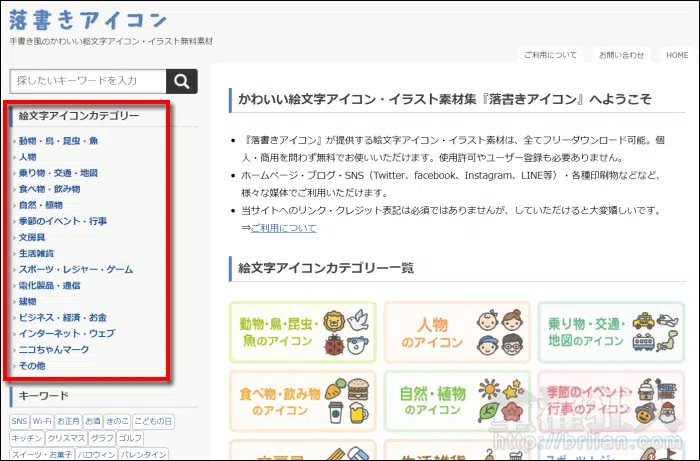 落書きアイコン
手書き風のかわいい絵文字アイコン・イラスト無料素材
ご利用について
お問い合わせ
HOME
探したいキーワードを入力
絵文字アイコンカテゴリー
動物・鳥・昆虫・魚
人物
乗り物・交通・地図
食べ物・飲み物
自然・植物
季節のイベント・行事
文房具
生活雑貨
スポーツ・レジャー・ゲーム
電化製品・通信
建物
ビジネス・経済・お金
インターネット・ウェブ
ニコちゃんマーク
その他
キーワード
SNS Wi-Fi お正月 お酒 きのこ こどもの日
キッチン クリスマス グラフ ゴルフ
スイーツ・お菓子 ハロウィン バレンタイン
かわいい絵文字アイコン・イラスト素材集『落書きアイコン』へようこそ
『落書きアイコン』が提供する絵文字アイコン・イラスト素材は、全てフリーダウンロード可能。個
人・商用を問わず無料でお使いいただけます。使用許可やユーザー登録も必要ありません。
ホームページ・ブログ・SNS（Twitter、facebook、Instagram、LINE等）・各種印刷物などなど、
様々な媒体でご利用いただけます。
当サイトへのリンク・クレジット表記は必須ではありませんが、していただけると大変嬉しいです。
⇒ご利用について
絵文字アイコンカテゴリー一覧
動物・鳥・昆虫・
魚のアイコン
人物
のアイコン
乗り物・交通・
地図のアイコン
食べ物・飲み物
のアイコン
自然・植物
のアイコン
季節のイベント・
行事のアイコン
文房具
生活雑貨
スポーツ・レジャー・
http://briian.com